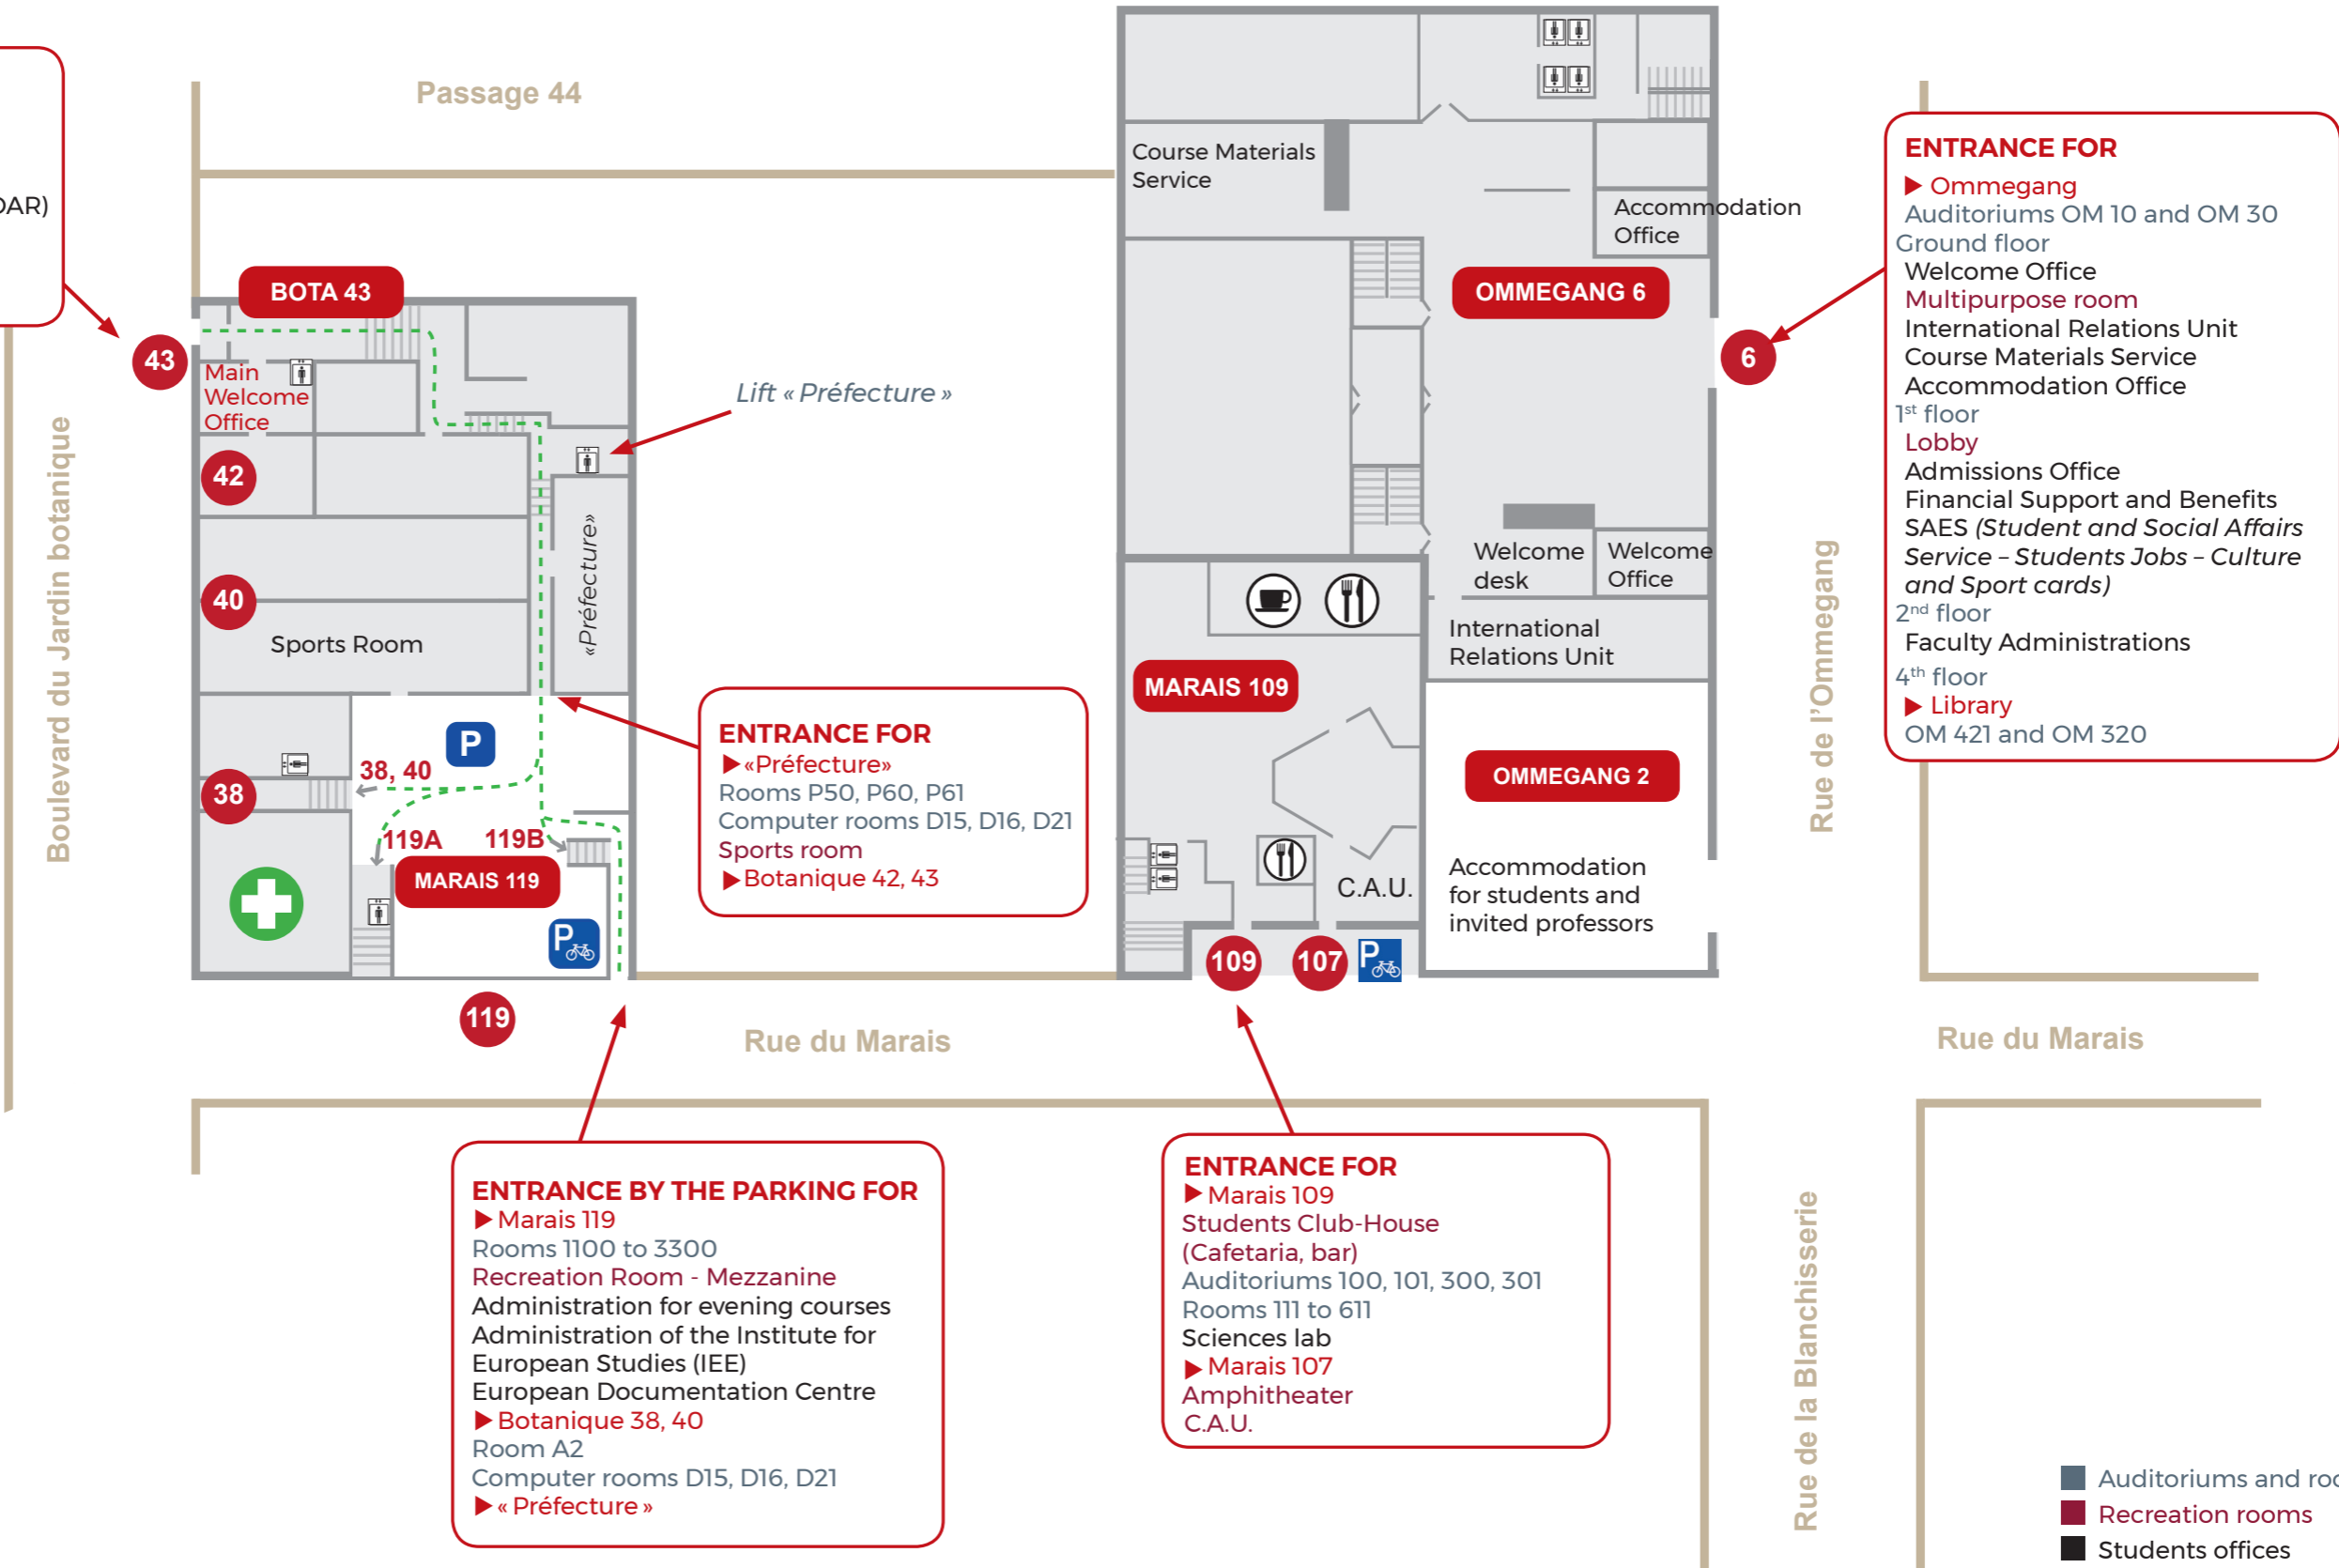 Passage 44
DAR)
BOTA 43
43
Main
Welcome
Office
42
40
Sports Room
«Préfecture»
Lift « Préfecture »
Boulevard du Jardin botanique
P
38, 40
38
119A
119B
MARAIS 119
P
119
ENTRANCE FOR
▶«Préfecture»
Rooms P50, P60, P61
Computer rooms D15, D16, D21
Sports room
▶Botanique 42, 43
Course Materials
Service
Accommodation
Office
OMMEGANG 6
6
Welcome
desk
Welcome
Office
International
Relations Unit
MARAIS 109
OMMEGANG 2
C.A.U.
Accommodation
for students and
invited professors
109
107
P
Rue de l’Ommegang
ENTRANCE FOR
▶ Ommegang
Auditoriums OM 10 and OM 30
Ground floor
Welcome Office
Multipurpose room
International Relations Unit
Course Materials Service
Accommodation Office
1st floor
Lobby
Admissions Office
Financial Support and Benefits
SAES (Student and Social Affairs
Service – Students Jobs – Culture
and Sport cards)
2nd floor
Faculty Administrations
4th floor
▶ Library
OM 421 and OM 320
Rue du Marais
Rue du Marais
ENTRANCE BY THE PARKING FOR
▶Marais 119
Rooms 1100 to 3300
Recreation Room - Mezzanine
Administration for evening courses
Administration of the Institute for
European Studies (IEE)
European Documentation Centre
▶Botanique 38, 40
Room A2
Computer rooms D15, D16, D21
▶« Préfecture »
ENTRANCE FOR
▶Marais 109
Students Club-House
(Cafetaria, bar)
Auditoriums 100, 101, 300, 301
Rooms 111 to 611
Sciences lab
▶Marais 107
Amphitheater
C.A.U.
Rue de la Blanchisserie
Auditoriums and roo
Recreation rooms
Students offices